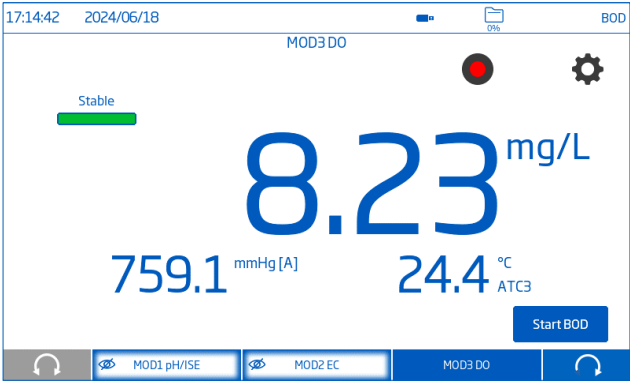 17:14:42 2024/06/18 0% BOD
MOD3 DO
Stable
8.23 mg/L
759.1 mmHg [A] 24.4 °C ATC3
Start BOD
MOD1 pH/ISE MOD2 EC MOD3 DO